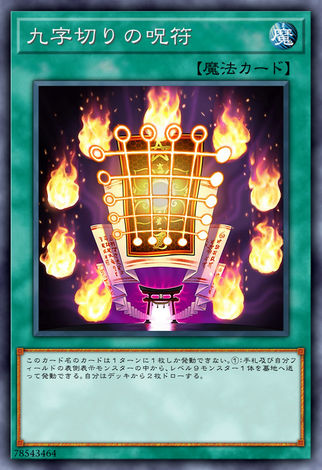 九字切りの呪符
魔
【魔法カード】
このカード名のカードは1ターンに1枚しか発動できない。①：手札及び自分フ
ィールドの表側表示モンスターの中から、レベル9モンスター1体を墓地へ送
って発動できる。自分はデッキから2枚ドローする。
78543464